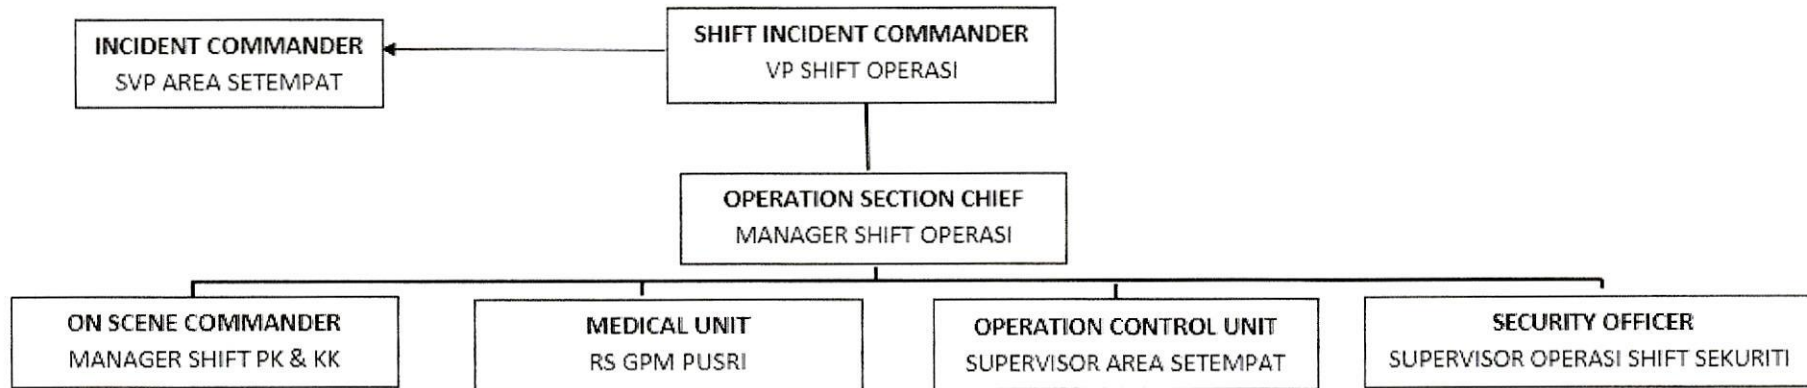 INCIDENT COMMANDER
SVP AREA SETEMPAT
SHIFT INCIDENT COMMANDER
VP SHIFT OPERASI
OPERATION SECTION CHIEF
MANAGER SHIFT OPERASI
ON SCENE COMMANDER
MANAGER SHIFT PK & KK
MEDICAL UNIT
RS GPM PUSRI
OPERATION CONTROL UNIT
SUPERVISOR AREA SETEMPAT
SECURITY OFFICER
SUPERVISOR OPERASI SHIFT SEKURITI